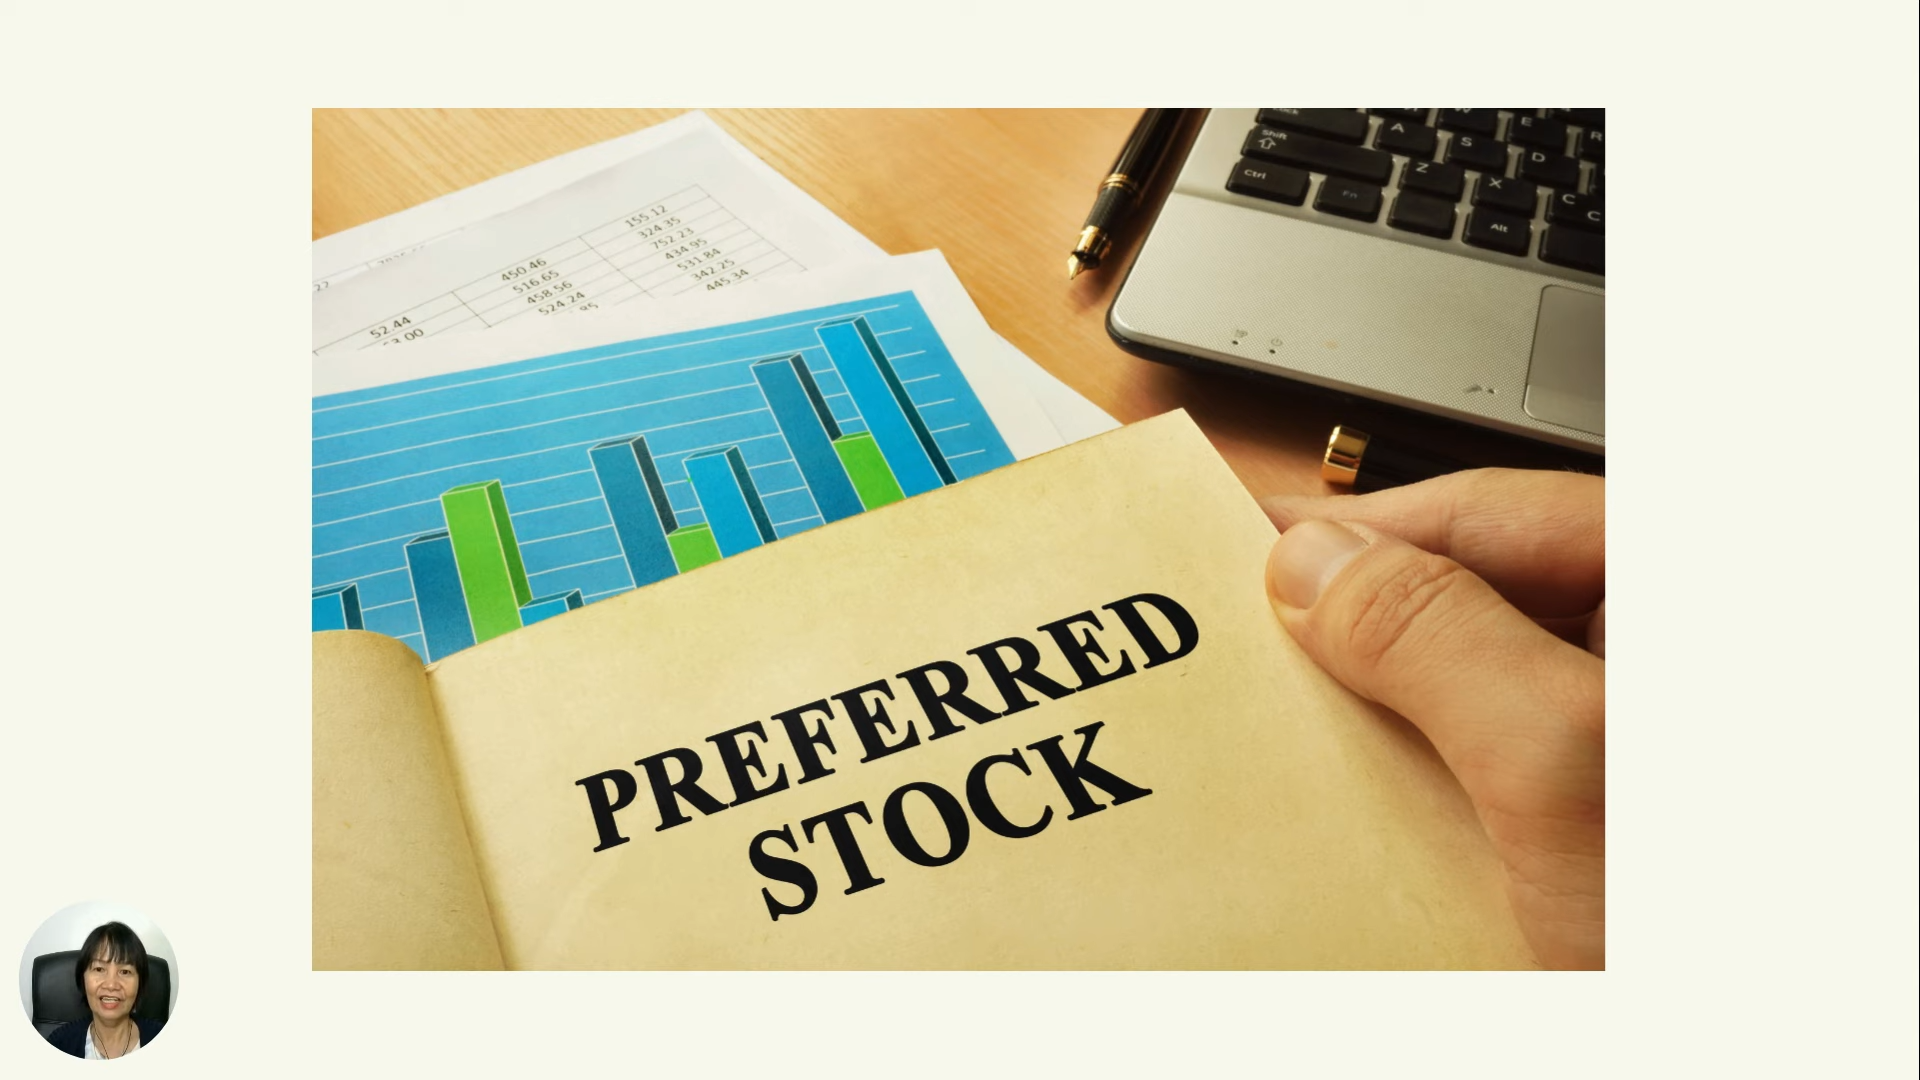 155.12
324.35
450.46
752.23
516.65
434.95
458.56
531.84
524.24
342.25
52.44
445.34
Shift
Ctrl
Fn
Alt
A
S
D
E
R
Z
X
C
C
PREFERRED
STOCK